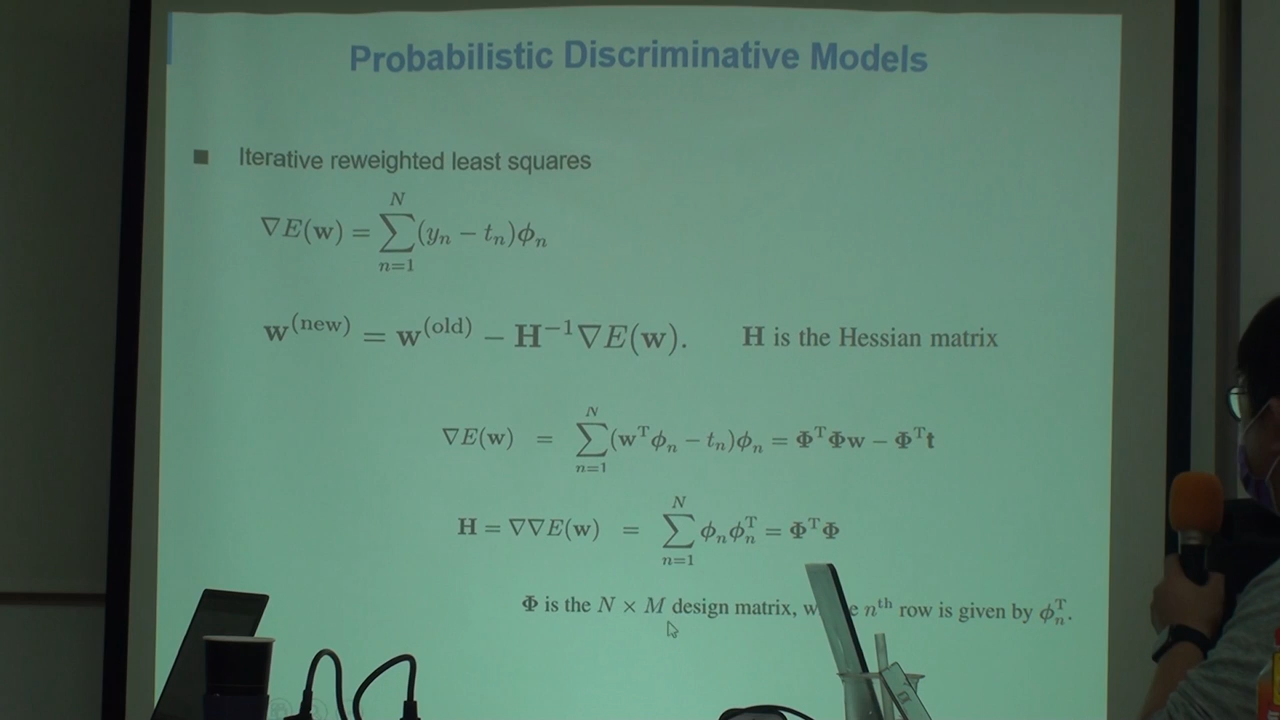 Probabilistic Discriminative Models
■ Iterative reweighted least squares
∇E(w) = ∑_{n=1}^{N} (y_n − t_n)ϕ_n
w^(new) = w^(old) − H^{−1}∇E(w). H is the Hessian matrix
∇E(w) = ∑_{n=1}^{N} (w^T ϕ_n − t_n)ϕ_n = Φ^T Φw − Φ^T t
H = ∇∇E(w) = ∑_{n=1}^{N} ϕ_n ϕ_n^T = Φ^T Φ
Φ is the N × M design matrix, n^th row is given by ϕ_n^T.